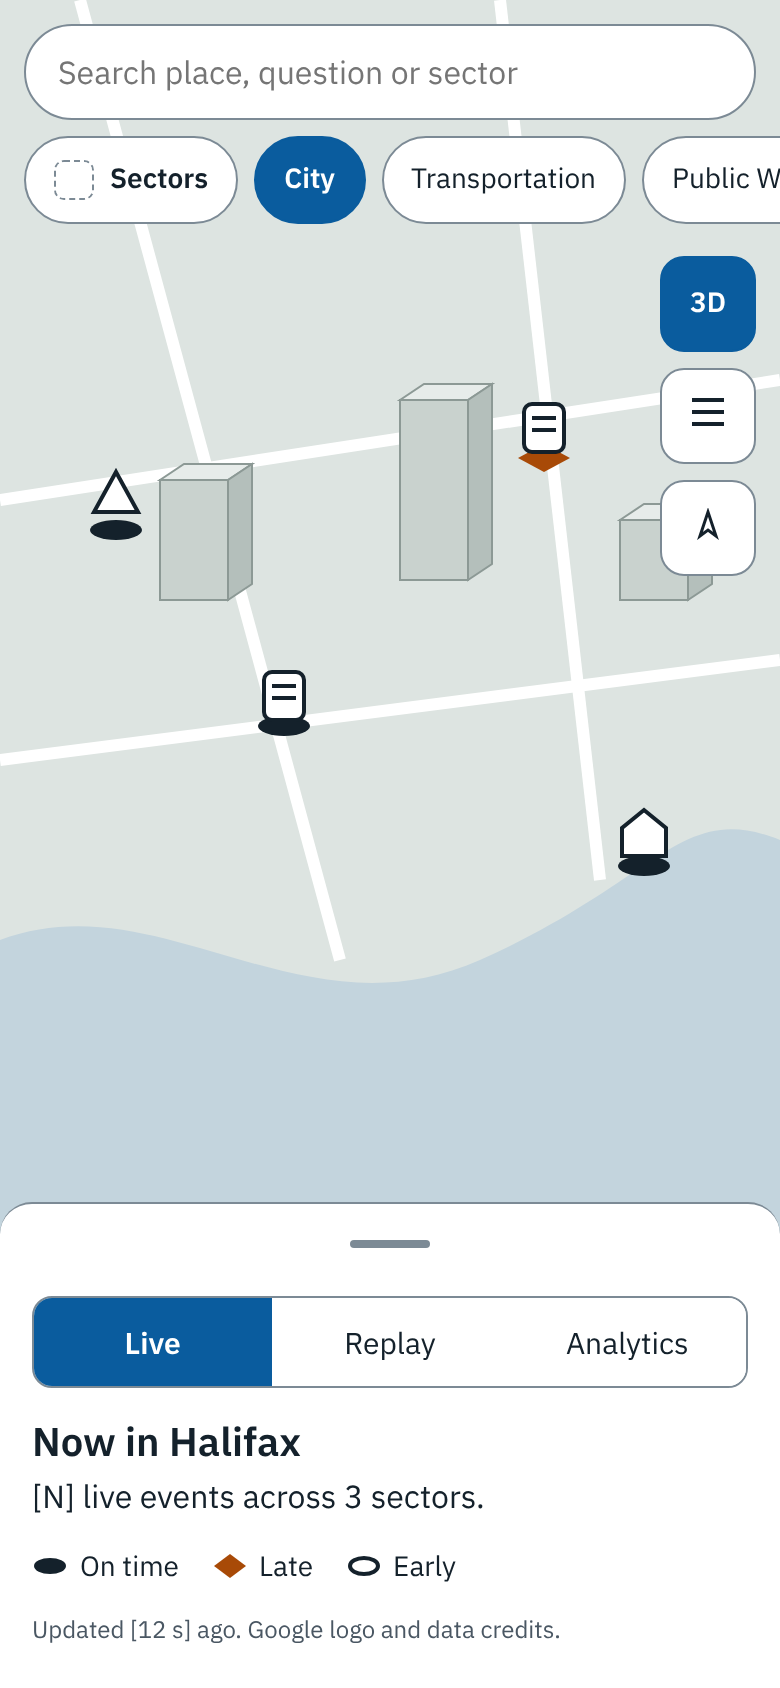 Search place, question or sector
Sectors City Transportation Public W
3D
Live Replay Analytics
Now in Halifax
[N] live events across 3 sectors.
On time Late Early
Updated [12 s] ago. Google logo and data credits.